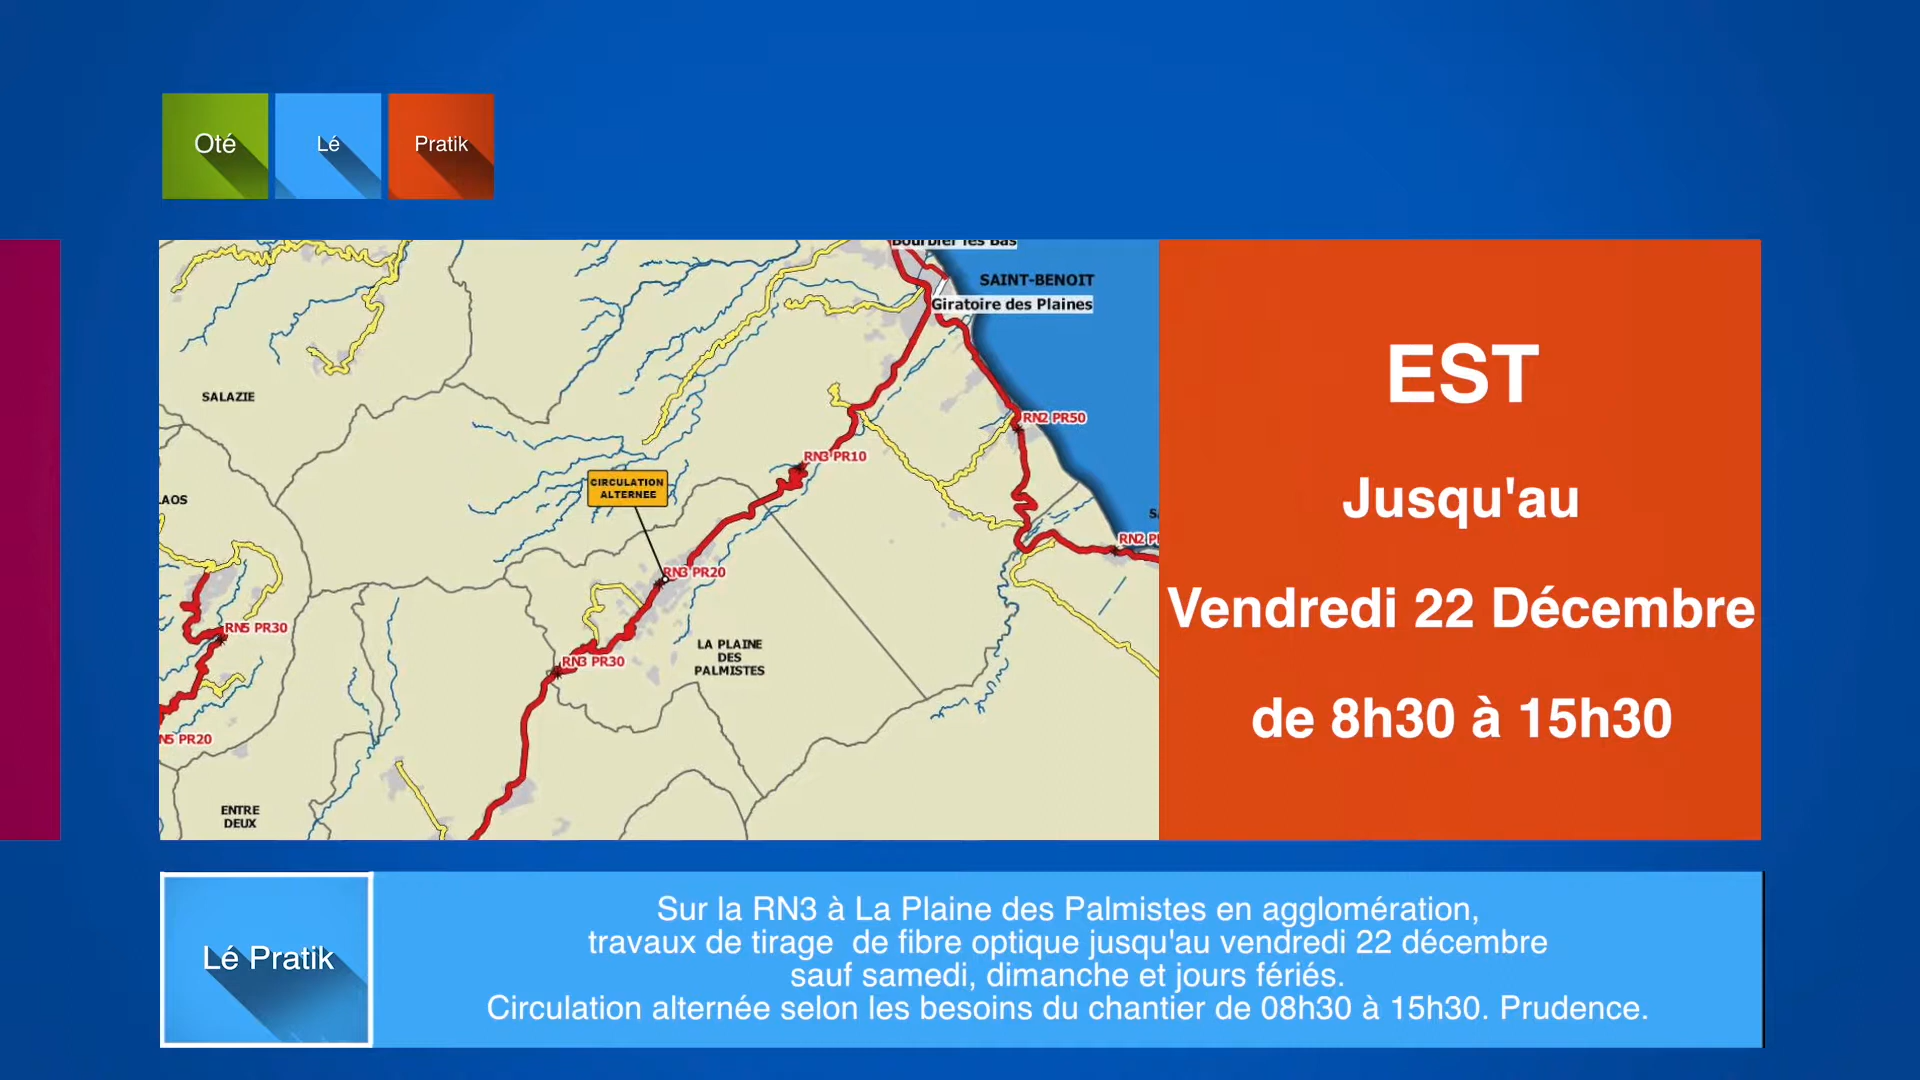 Oté
Lé
Pratik
Bourbier les Bas
SAINT-BENOIT
Giratoire des Plaines
SALAZIE
RN2 PR50
RN3 PR10
CIRCULATION
ALTERNEE
LAOS
RN2 P
RN3 PR20
RN5 PR30
LA PLAINE
DES
PALMISTES
RN3 PR30
N5 PR20
ENTRE
DEUX
EST
Jusqu'au
Vendredi 22 Décembre
de 8h30 à 15h30
Lé Pratik
Sur la RN3 à La Plaine des Palmistes en agglomération,
travaux de tirage  de fibre optique jusqu'au vendredi 22 décembre
sauf samedi, dimanche et jours fériés.
Circulation alternée selon les besoins du chantier de 08h30 à 15h30. Prudence.